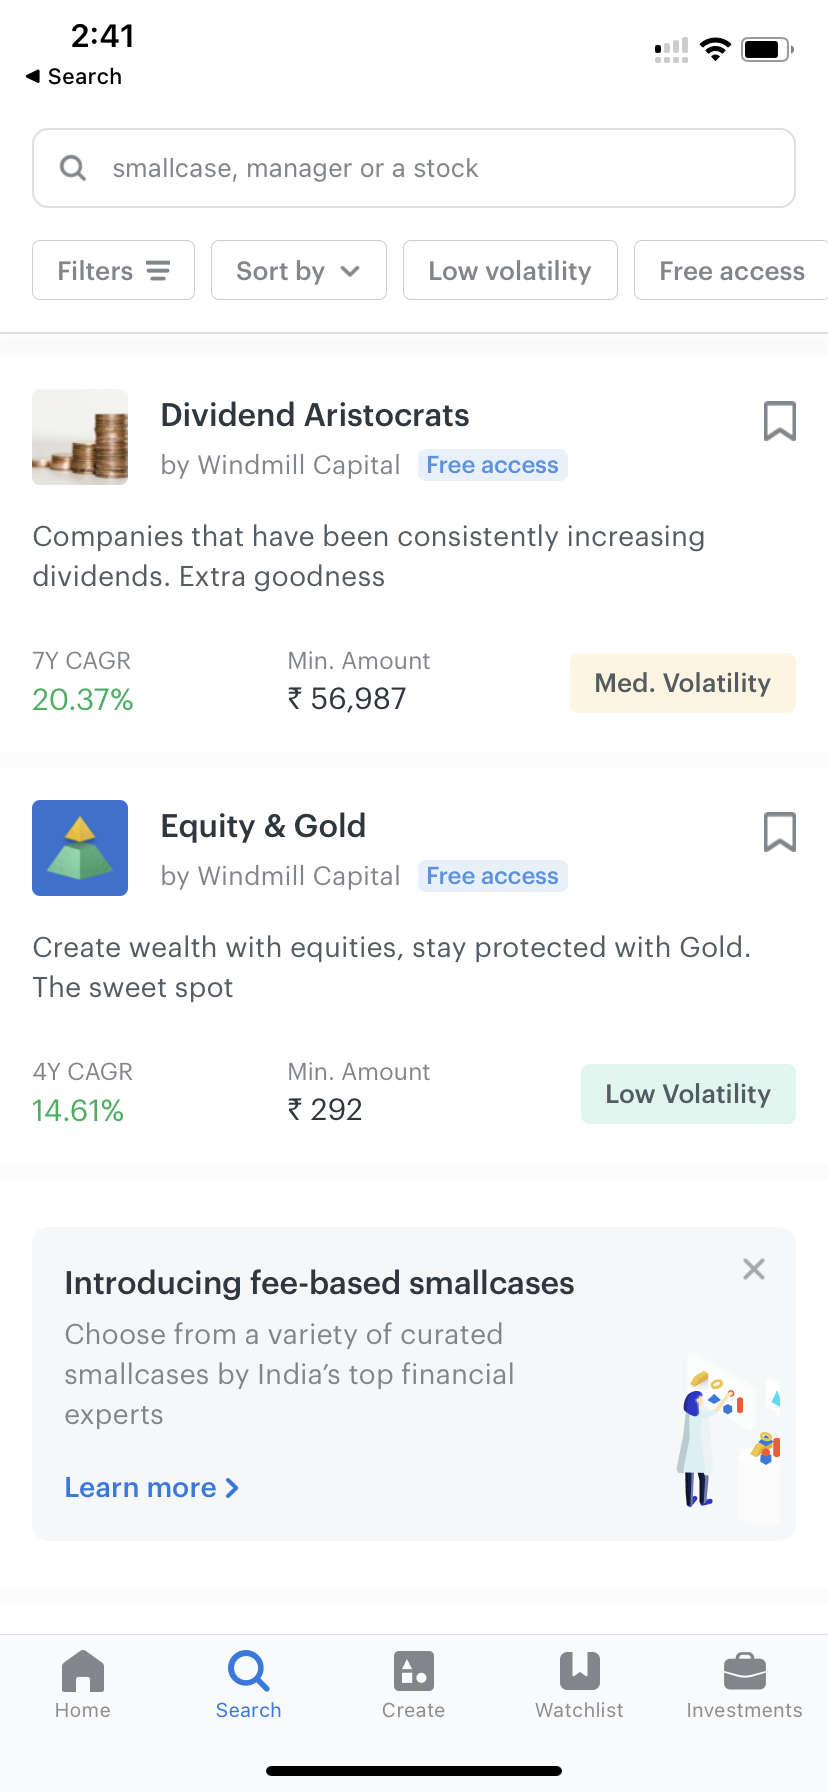 2:41
◀ Search
smallcase, manager or a stock
Filters
Sort by
Low volatility
Free access
Dividend Aristocrats
by Windmill Capital Free access
Companies that have been consistently increasing
dividends. Extra goodness
7Y CAGR Min. Amount
20.37% ₹ 56,987
Med. Volatility
Equity & Gold
by Windmill Capital Free access
Create wealth with equities, stay protected with Gold.
The sweet spot
4Y CAGR Min. Amount
14.61% ₹ 292
Low Volatility
Introducing fee-based smallcases
Choose from a variety of curated
smallcases by India’s top financial
experts
Learn more
Home Search Create Watchlist Investments